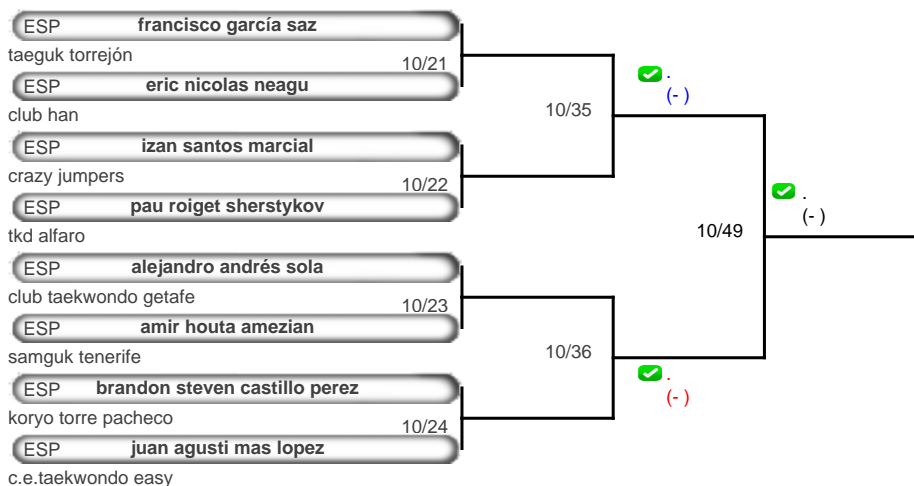 ESP francisco garcía saz
taeguk torrejón
10/21
ESP eric nicolas neagu
club han
10/35
.
(- )
ESP izan santos marcial
crazy jumpers
10/22
ESP pau roiget sherstykov
tkd alfaro
10/49
.
(- )
ESP alejandro andrés sola
club taekwondo getafe
10/23
ESP amir houta amezian
samguk tenerife
10/36
.
(- )
ESP brandon steven castillo perez
koryo torre pacheco
10/24
ESP juan agusti mas lopez
c.e.taekwondo easy